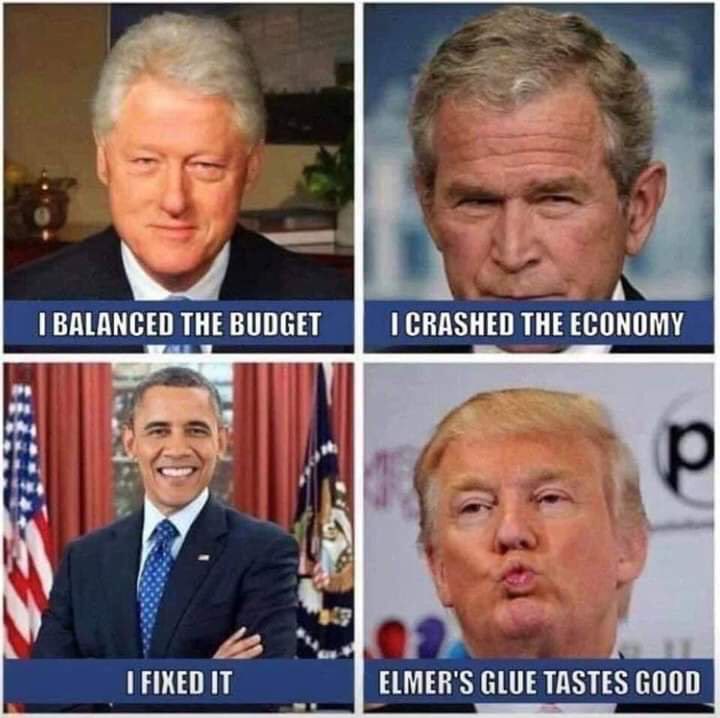 I BALANCED THE BUDGET
I CRASHED THE ECONOMY
p
I FIXED IT
ELMER'S GLUE TASTES GOOD